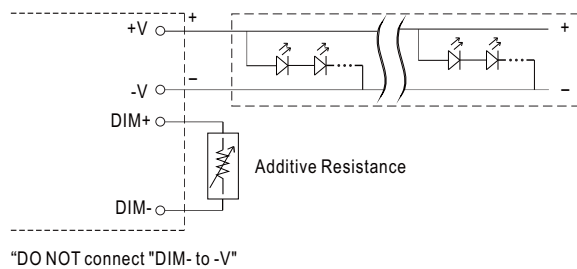 +V + +
-V – –
DIM+
Additive Resistance
DIM-
“DO NOT connect "DIM- to -V"